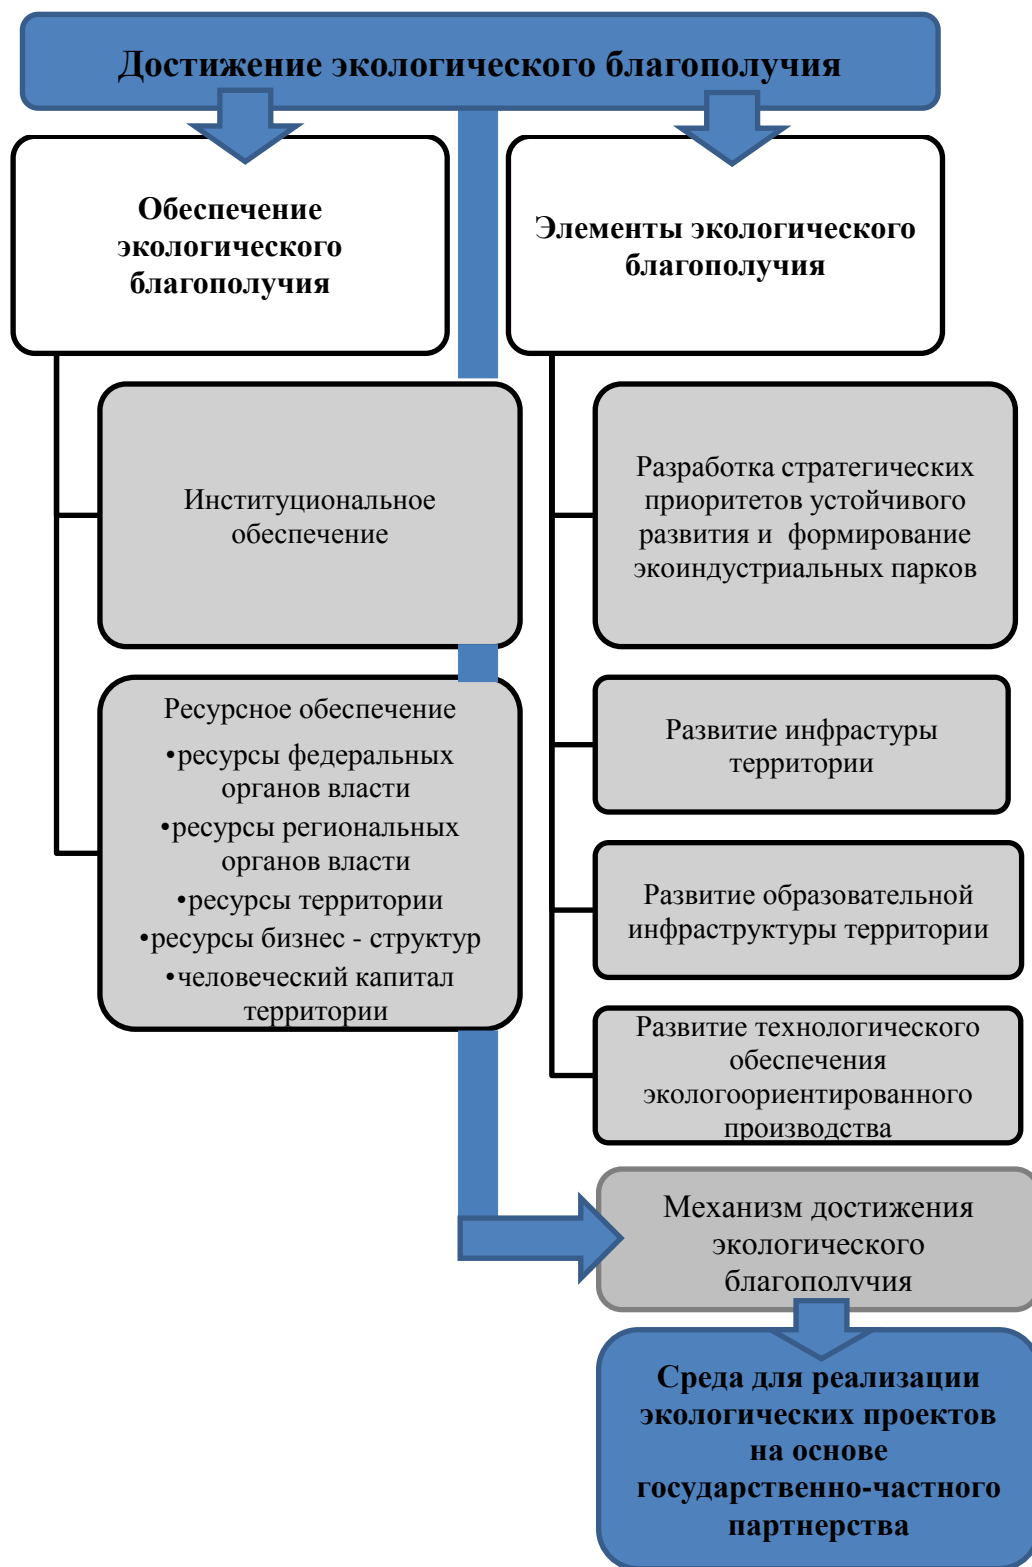 Достижение экологического благополучия
Обеспечение
экологического
благополучия
Институциональное
обеспечение
Ресурсное обеспечение
•ресурсы федеральных
органов власти
•ресурсы региональных
органов власти
•ресурсы территории
•ресурсы бизнес - структур
•человеческий капитал
территории
Элементы экологического
благополучия
Разработка стратегических
приоритетов устойчивого
развития и формирование
экоиндустриальных парков
Развитие инфрастуры
территории
Развитие образовательной
инфраструктуры территории
Развитие технологического
обеспечения
экологоориентированного
производства
Механизм достижения
экологического
благополучия
Среда для реализации
экологических проектов
на основе
государственно-частного
партнерства